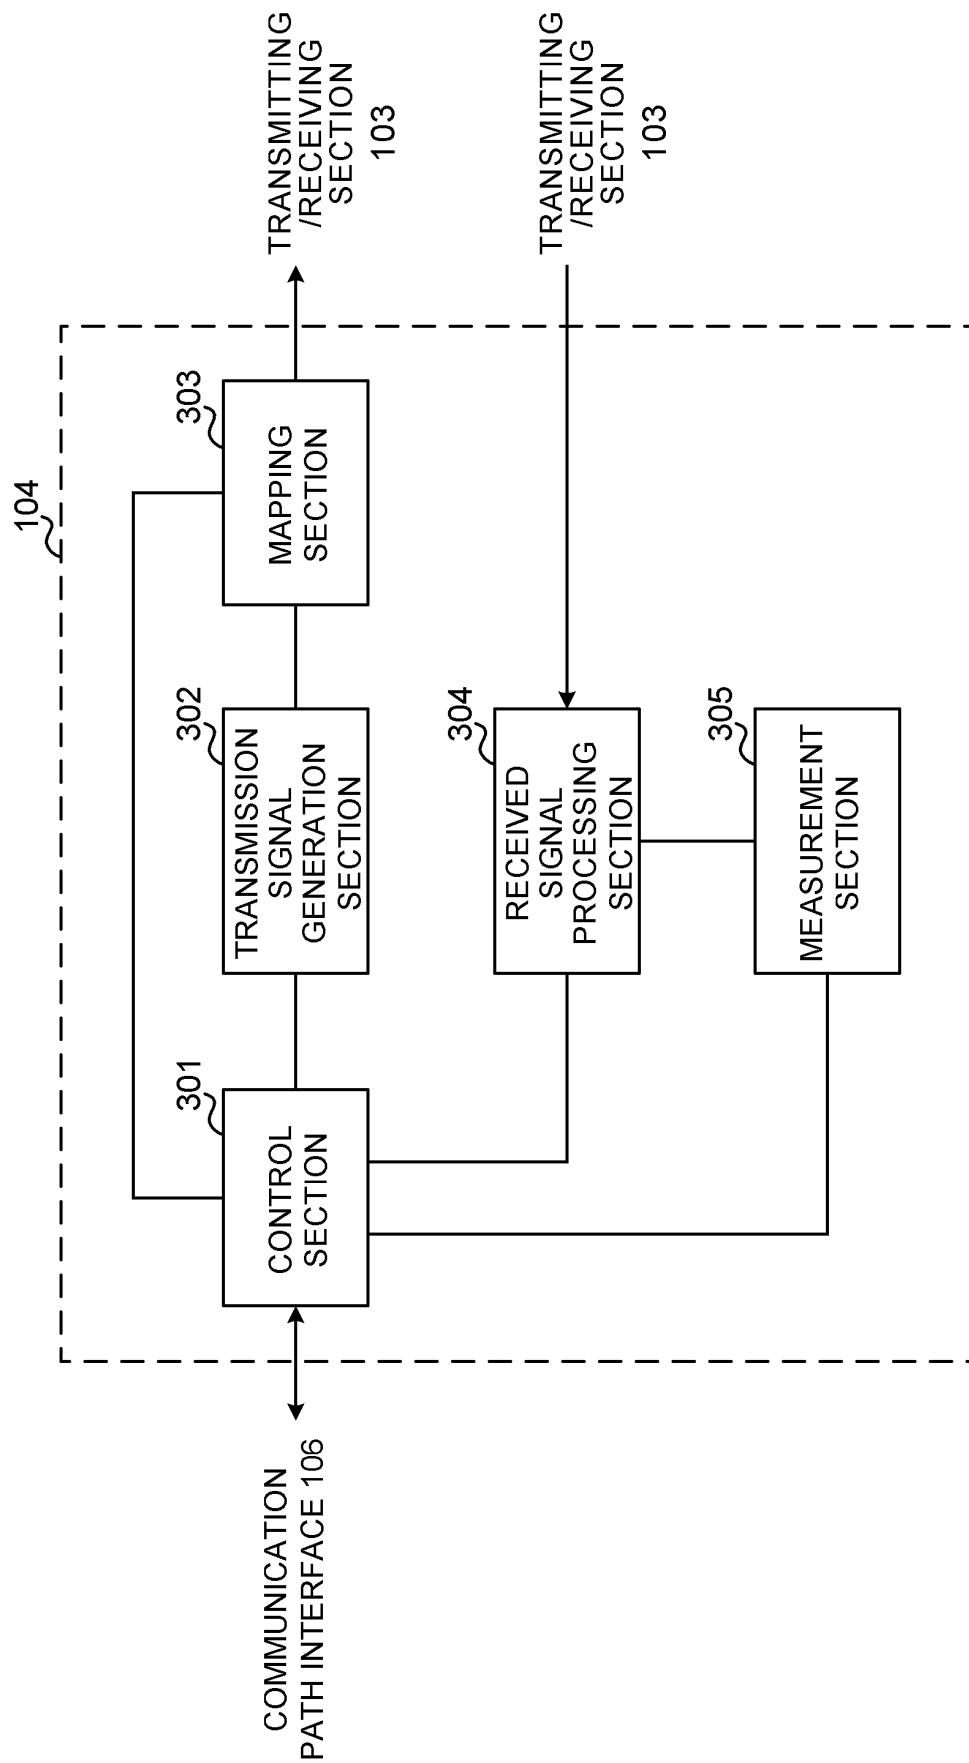 104
COMMUNICATION
PATH INTERFACE 106
301
CONTROL
SECTION
302
TRANSMISSION
SIGNAL
GENERATION
SECTION
303
MAPPING
SECTION
TRANSMITTING
/RECEIVING
SECTION
103
304
RECEIVED
SIGNAL
PROCESSING
SECTION
TRANSMITTING
/RECEIVING
SECTION
103
305
MEASUREMENT
SECTION